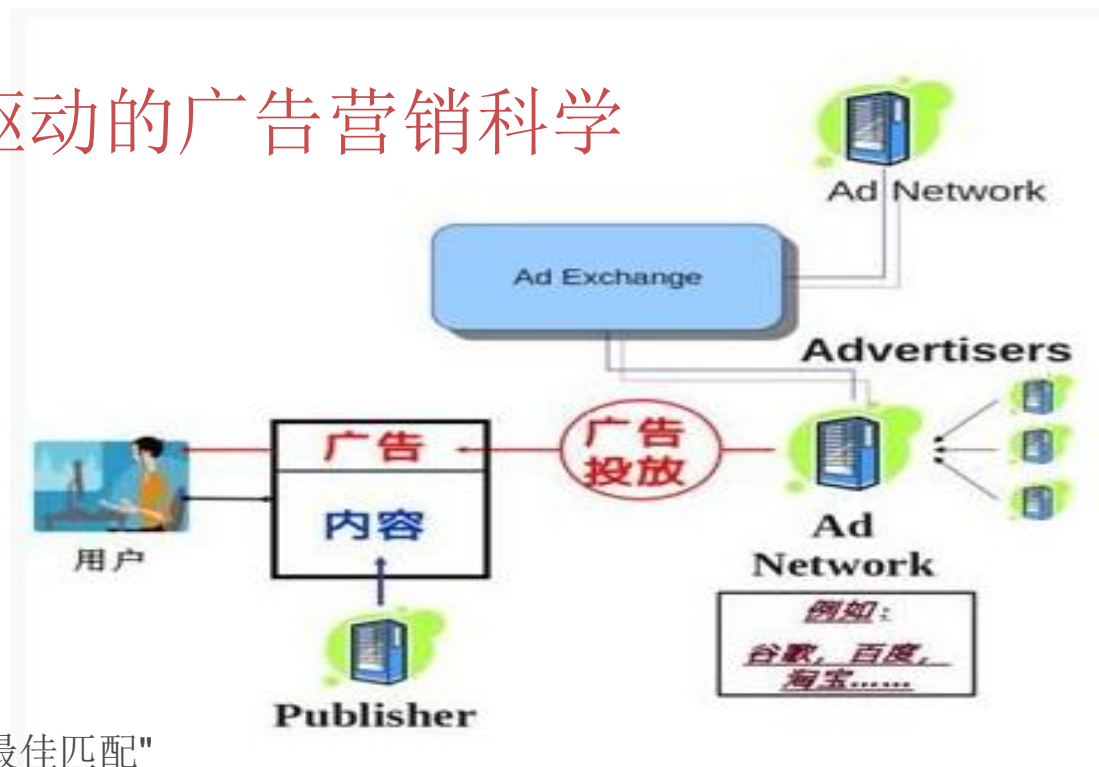 驱动的广告营销科学
Ad Network
Ad Exchange
Advertisers
广告
广告
投放
内容
用户
Ad
Network
例如：
谷歌，百度，
淘宝......
Publisher
最佳匹配"